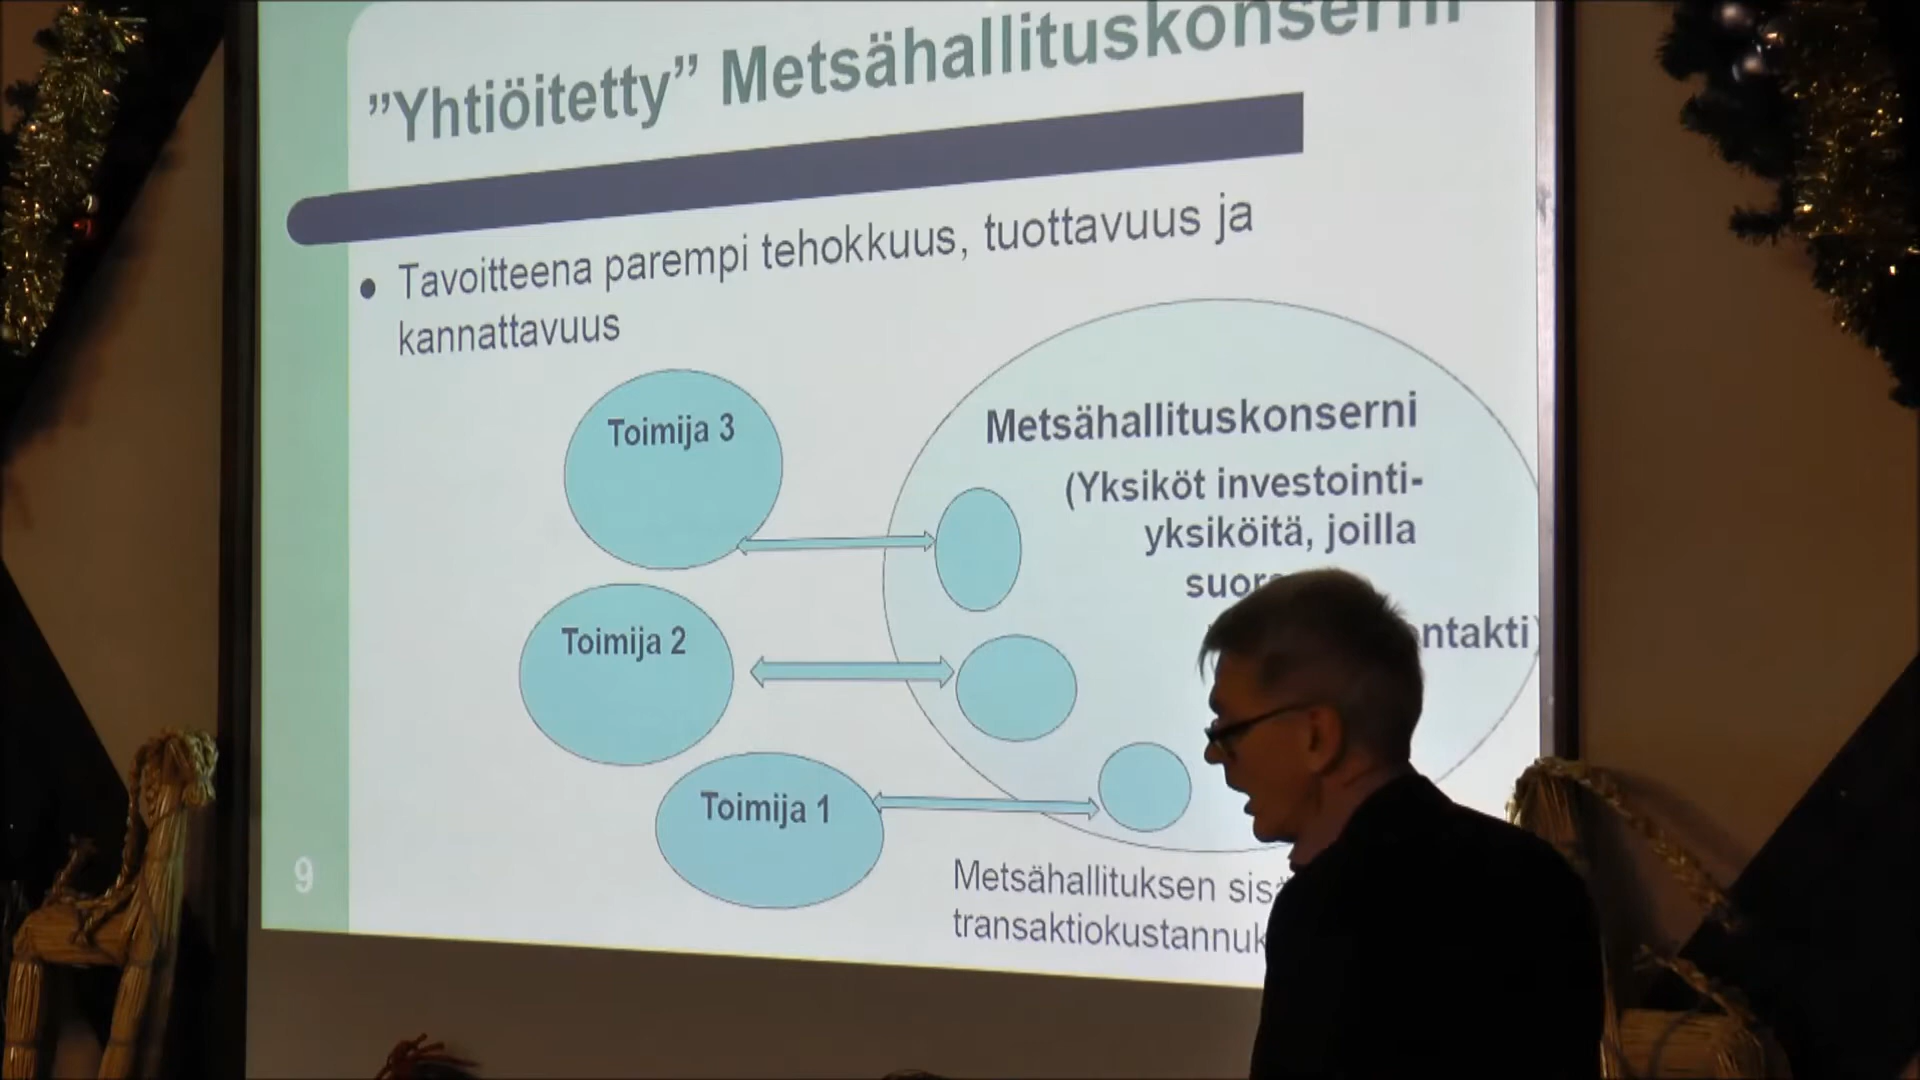 ”Yhtiöitetty” Metsähallituskonserni
Tavoitteena parempi tehokkuus, tuottavuus ja
kannattavuus
Toimija 3
Metsähallituskonserni
(Yksiköt investointi-
yksiköitä, joilla
Toimija 2
Toimija 1
9
Metsähallituksen